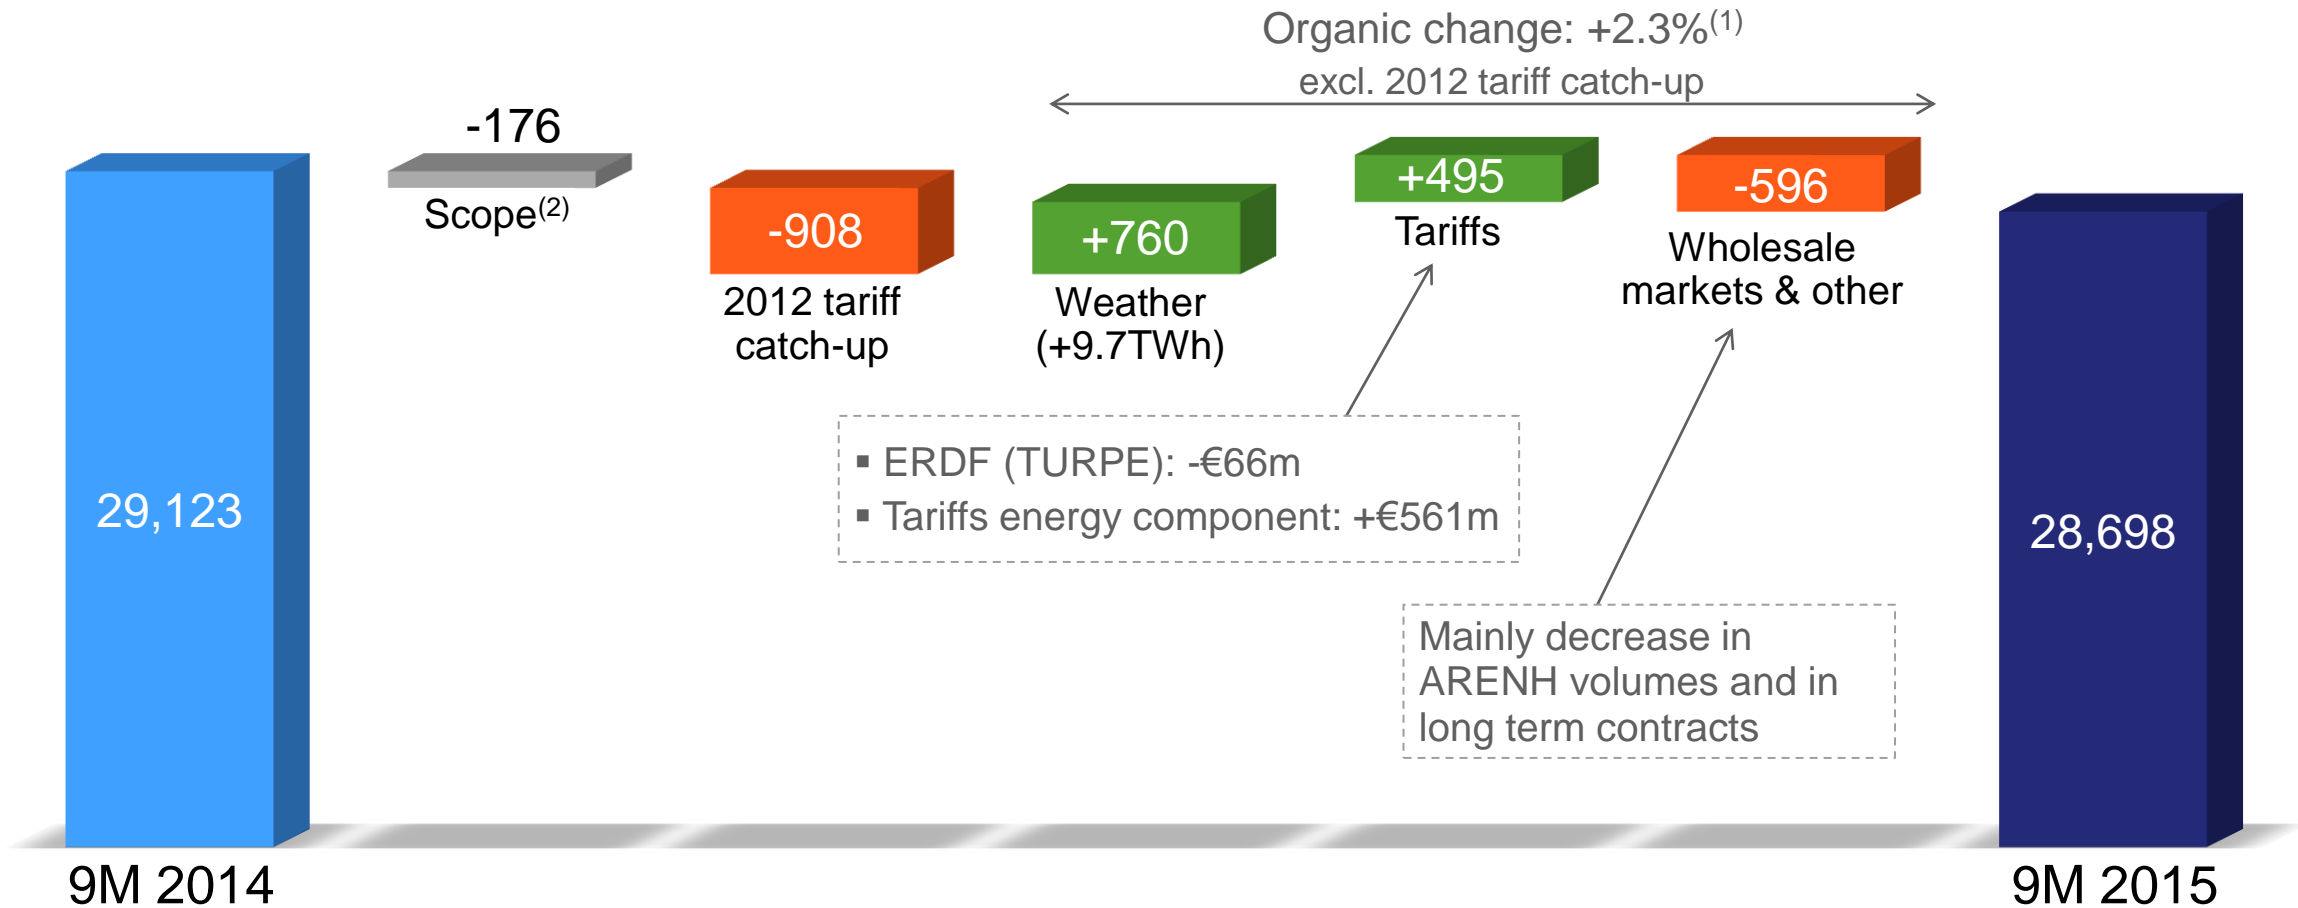 Organic change: +2.3%(1)
excl. 2012 tariff catch-up
-176
Scope(2)
-908
2012 tariff
catch-up
+760
Weather
(+9.7TWh)
+495
Tariffs
-596
Wholesale
markets & other
▪ ERDF (TURPE): -€66m
▪ Tariffs energy component: +€561m
29,123
28,698
Mainly decrease in
ARENH volumes and in
long term contracts
9M 2014
9M 2015